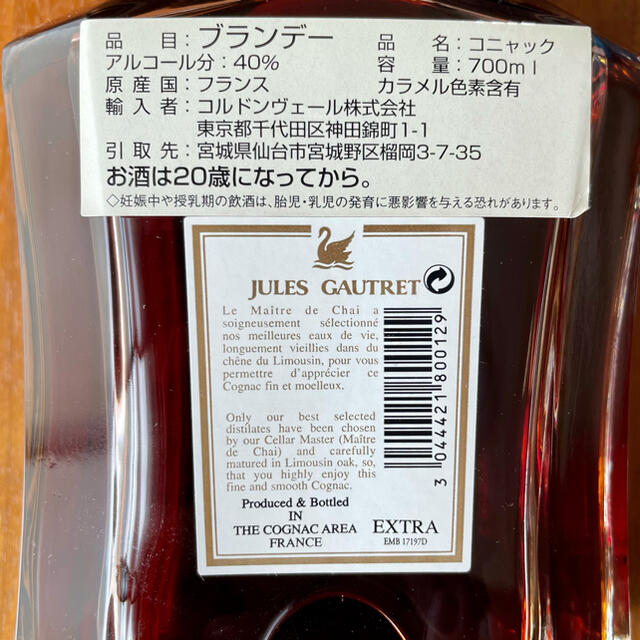 品目：ブランデー　品名：コニャック
アルコール分：40%　容量：700ml
原産国：フランス　カラメル色素含有
輸入者：コルドンヴェール株式会社
東京都千代田区神田錦町1-1
引取先：宮城県仙台市宮城野区榴岡3-7-35
お酒は20歳になってから。
◇妊娠中や授乳期の飲酒は、胎児・乳児の発育に悪影響を与える恐れがあります。
JULES GAUTRET
Le Maître de Chai a
soigneusement sélectionné
nos meilleures eaux de vie,
longuement vieillies dans du
chêne du Limousin, pour vous
permettre d'apprécier ce
Cognac fin et moelleux.
Only our best selected
distilates have been chosen
by our Cellar Master (Maître
de Chai) and carefully
matured in Limousin oak, so,
that you highly enjoy this
fine and smooth Cognac.
Produced & Bottled
IN
THE COGNAC AREA
FRANCE
3 044421 800129
EXTRA
EMB 17197D